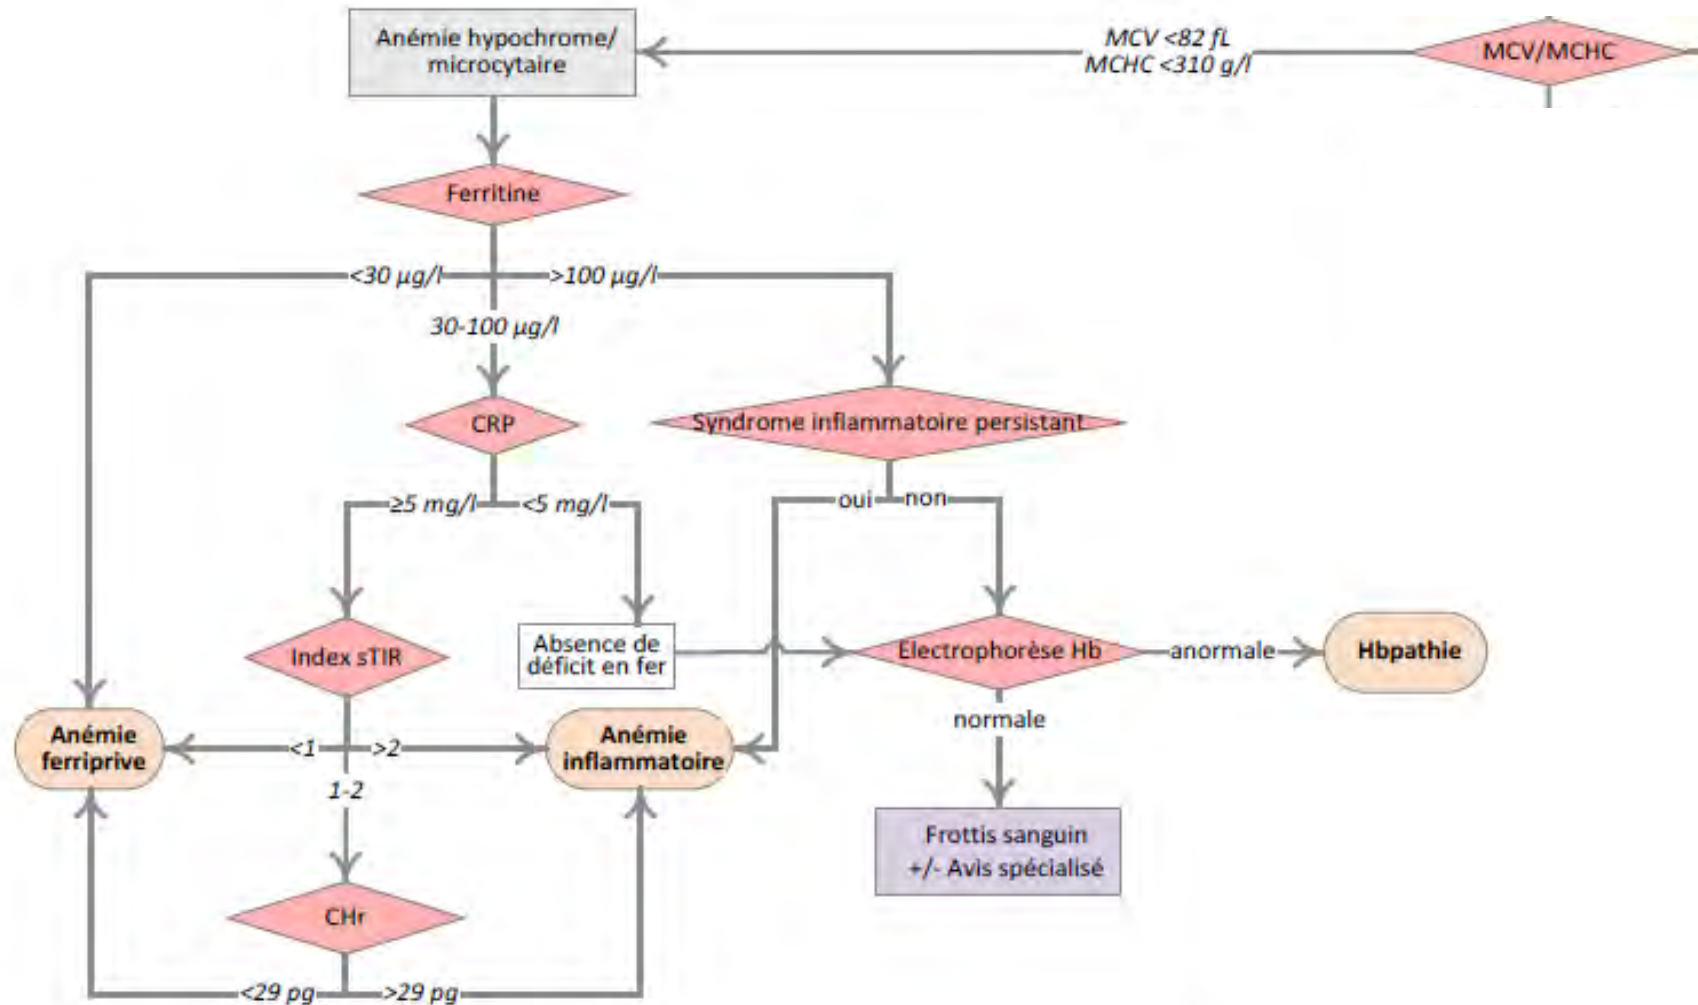 Anémie hypochrome/
microcytaire
MCV <82 fL
MCHC <310 g/l
MCV/MCHC
Ferritine
<30 µg/l
>100 µg/l
30-100 µg/l
CRP
Syndrome inflammatoire persistant
≥5 mg/l
<5 mg/l
oui
non
Index sTfR
Absence de
déficit en fer
Electrophorèse Hb
anormale
Hbpathie
Anémie
ferriprive
<1
>2
Anémie
inflammatoire
normale
1-2
Frottis sanguin
+/- Avis spécialisé
CHr
<29 pg
>29 pg